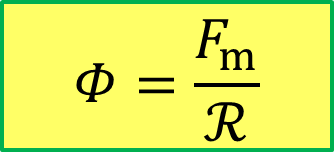 Φ = F_m / ℛ